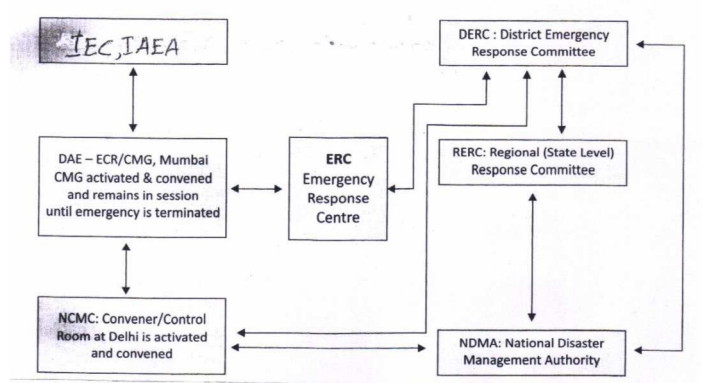 IEC, IAEA
DERC : District Emergency
Response Committee
DAE – ECR/CMG, Mumbai
CMG activated & convened
and remains in session
until emergency is terminated
ERC
Emergency
Response
Centre
RERC: Regional (State Level)
Response Committee
NCMC: Convener/Control
Room at Delhi is activated
and convened
NDMA: National Disaster
Management Authority